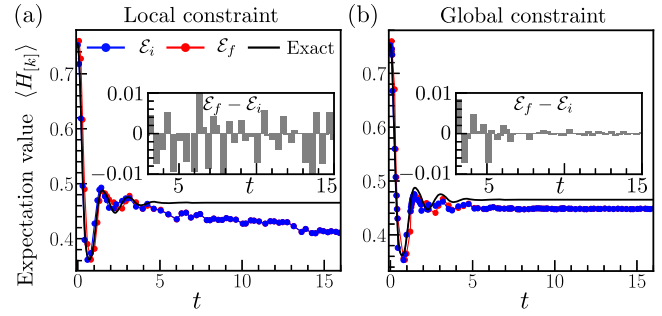 (a) Local constraint
(b) Global constraint
Expectation value ⟨H[k]⟩
0.7
0.6
0.5
0.4
ℰi ℰf Exact
0.01
0
−0.01
ℰf − ℰi
5 10 15
t
0 5 10 15
t
0.7
0.6
0.5
0.4
0.01
0
−0.01
ℰf − ℰi
5 10 15
t
0 5 10 15
t